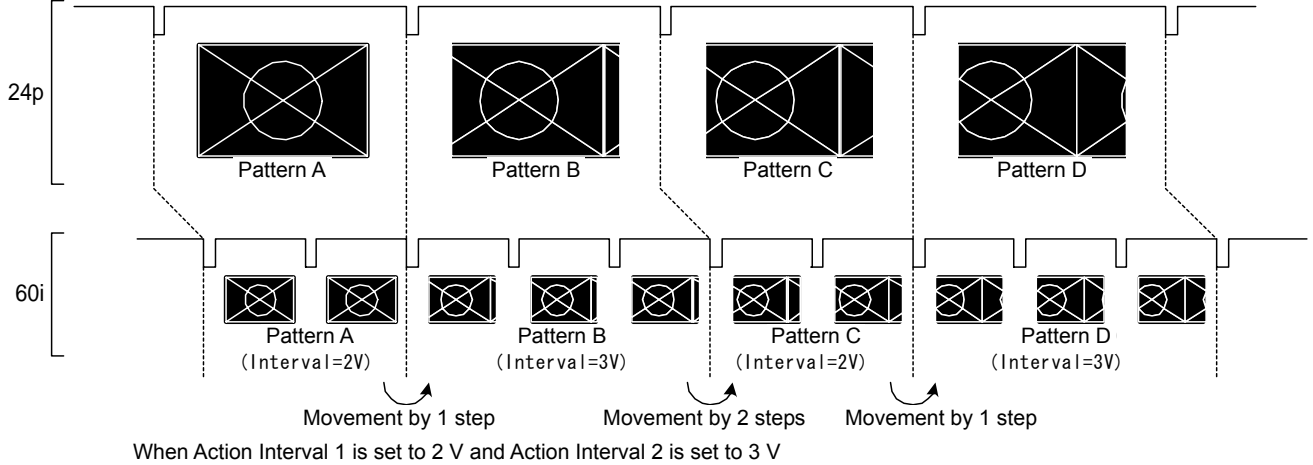 24p
Pattern A
Pattern B
Pattern C
Pattern D
60i
Pattern A
Pattern B
Pattern C
Pattern D
(Interval=2V)
(Interval=3V)
(Interval=2V)
(Interval=3V)
Movement by 1 step
Movement by 2 steps
Movement by 1 step
When Action Interval 1 is set to 2 V and Action Interval 2 is set to 3 V